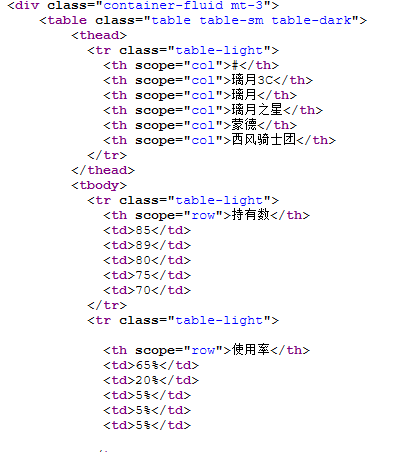 <div class="container-fluid mt-3">
<table class="table table-sm table-dark">
<thead>
<tr class="table-light">
<th scope="col">#</th>
<th scope="col">璃月3C</th>
<th scope="col">璃月</th>
<th scope="col">璃月之星</th>
<th scope="col">蒙德</th>
<th scope="col">西风骑士团</th>
</tr>
</thead>
<tbody>
<tr class="table-light">
<th scope="row">持有数</th>
<td>85</td>
<td>89</td>
<td>80</td>
<td>75</td>
<td>70</td>
</tr>
<tr class="table-light">
<th scope="row">使用率</th>
<td>65%</td>
<td>20%</td>
<td>5%</td>
<td>5%</td>
<td>5%</td>